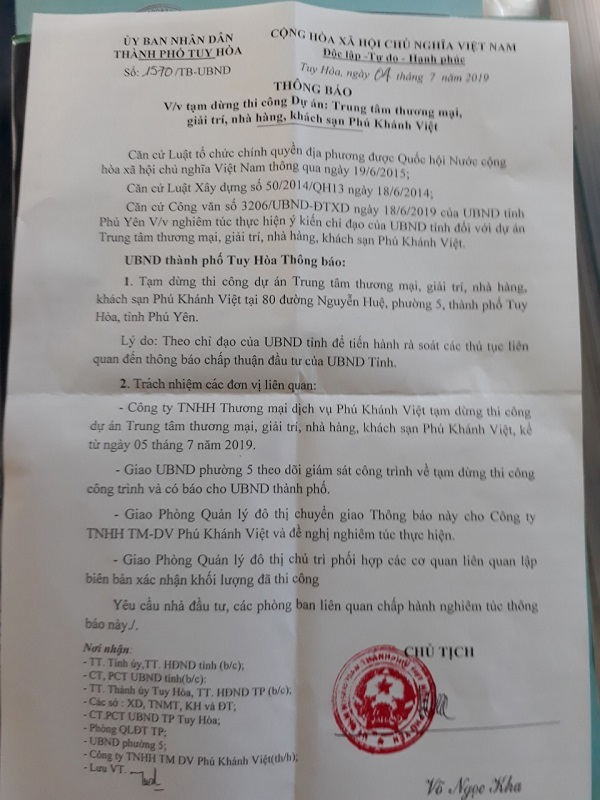 ỦY BAN NHÂN DÂN
THÀNH PHỐ TUY HÒA
Số: 1570/TB-UBND
CỘNG HÒA XÃ HỘI CHỦ NGHĨA VIỆT NAM
Độc lập -Tự do - Hạnh phúc
Tuy Hòa, ngày 04 tháng 7 năm 2019
THÔNG BÁO
V/v tạm dừng thi công Dự án: Trung tâm thương mại,
giải trí, nhà hàng, khách sạn Phú Khánh Việt
Căn cứ Luật tổ chức chính quyền địa phương được Quốc hội Nước cộng
hòa xã hội chủ nghĩa Việt Nam thông qua ngày 19/6/2015;
Căn cứ Luật Xây dựng số 50/2014/QH13 ngày 18/6/2014;
Căn cứ Công văn số 3206/UBND-ĐTXD ngày 18/6/2019 của UBND tỉnh
Phú Yên V/v nghiêm túc thực hiện ý kiến chỉ đạo của UBND tỉnh đối với dự án
Trung tâm thương mại, giải trí, nhà hàng, khách sạn Phú Khánh Việt.
UBND thành phố Tuy Hòa Thông báo:
1. Tạm dừng thi công dự án Trung tâm thương mại, giải trí, nhà hàng,
khách sạn Phú Khánh Việt tại 80 đường Nguyễn Huệ, phường 5, thành phố Tuy
Hòa, tỉnh Phú Yên.
Lý do: Theo chỉ đạo của UBND tỉnh để tiến hành rà soát các thủ tục liên
quan đến thông báo chấp thuận đầu tư của UBND Tỉnh.
2. Trách nhiệm các đơn vị liên quan:
- Công ty TNHH Thương mại dịch vụ Phú Khánh Việt tạm dừng thi công
dự án Trung tâm thương mại, giải trí, nhà hàng, khách sạn Phú Khánh Việt, kể
từ ngày 05 tháng 7 năm 2019.
- Giao UBND phường 5 theo dõi giám sát công trình về tạm dừng thi công
công trình và có báo cho UBND thành phố.
- Giao Phòng Quản lý đô thị chuyển giao Thông báo này cho Công ty
TNHH TM-DV Phú Khánh Việt và đề nghị nghiêm túc thực hiện.
- Giao Phòng Quản lý đô thị chủ trì phối hợp các cơ quan liên quan lập
biên bản xác nhận khối lượng đã thi công
Yêu cầu nhà đầu tư, các phòng ban liên quan chấp hành nghiêm túc thông
báo này./.
Nơi nhận:
- TT. Tỉnh ủy,TT. HĐND tỉnh (b/c);
- CT, PCT UBND tỉnh(b/c);
- TT. Thành ủy Tuy Hòa, TT. HĐND TP (b/c);
- Các sở : XD, TNMT, KH và ĐT;
- CT.PCT UBND TP Tuy Hòa;
- Phòng QLĐT TP;
- UBND phường 5;
- Công ty TNHH TM DV Phú Khánh Việt(th/h);
- Lưu VT.
CHỦ TỊCH
Võ Ngọc Kha